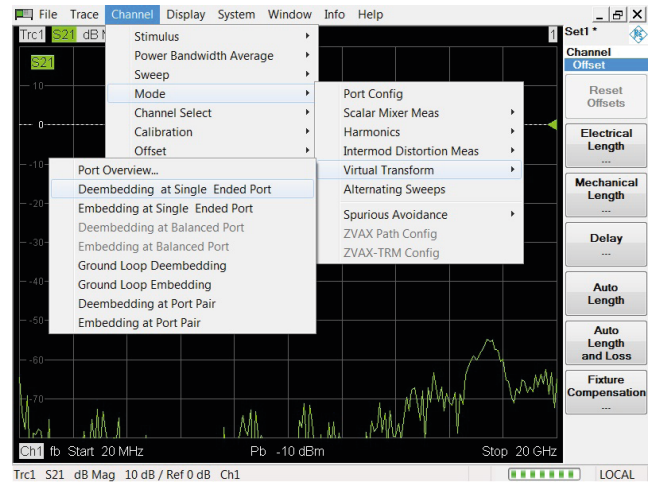 File Trace Channel Display System Window Info Help
Trc1 S21 dB 1
S21
Stimulus
Power Bandwidth Average
Sweep
Mode
Channel Select
Calibration
Offset
Port Config
Scalar Mixer Meas
Harmonics
Intermod Distortion Meas
Virtual Transform
Alternating Sweeps
Spurious Avoidance
ZVAX Path Config
ZVAX-TRM Config
Port Overview...
Deembedding at Single Ended Port
Embedding at Single Ended Port
Deembedding at Balanced Port
Embedding at Balanced Port
Ground Loop Deembedding
Ground Loop Embedding
Deembedding at Port Pair
Embedding at Port Pair
10
0
-10
-20
-30
-40
-50
-60
-70
Ch1 fb Start 20 MHz Pb -10 dBm Stop 20 GHz
Trc1 S21 dB Mag 10 dB / Ref 0 dB Ch1 LOCAL
Set1 *
Channel
Offset
Reset
Offsets
Electrical
Length
...
Mechanical
Length
...
Delay
...
Auto
Length
Auto
Length
and Loss
Fixture
Compensation
...